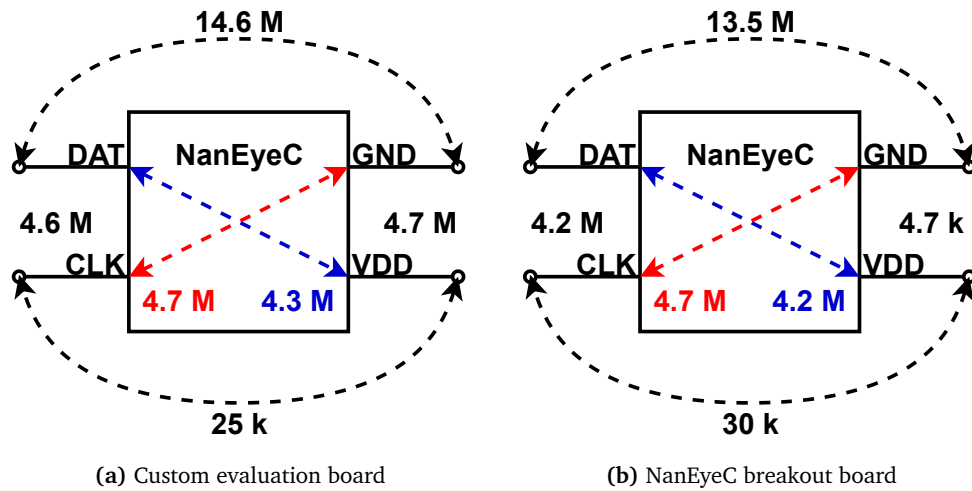 14.6 M
DAT NanEyeC GND
4.6 M 4.7 M
CLK VDD
4.7 M 4.3 M
25 k
(a) Custom evaluation board
13.5 M
DAT NanEyeC GND
4.2 M 4.7 k
CLK VDD
4.7 M 4.2 M
30 k
(b) NanEyeC breakout board